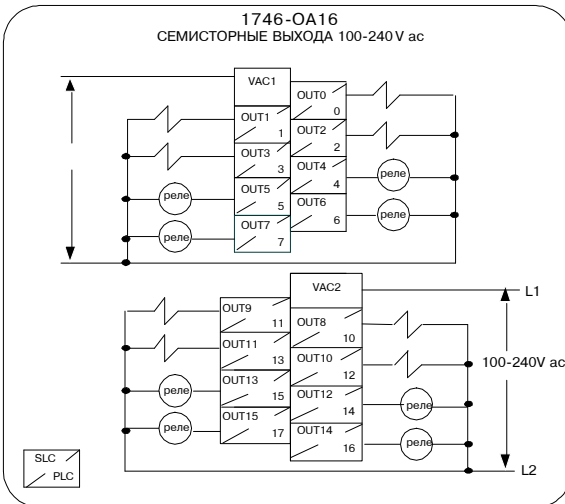 1746-OA16
СЕМИСТОРНЫЕ ВЫХОДА 100-240 V ac
VAC1
OUT0
0
OUT1
1
OUT2
2
OUT3
3
OUT4
4
реле
реле
OUT5
5
OUT6
6
реле
реле
OUT7
7
VAC2
L1
OUT9
11
OUT8
10
OUT11
13
OUT10
12
100-240V ac
реле
OUT13
15
OUT12
14
реле
реле
OUT15
17
OUT14
16
реле
SLC
PLC
L2